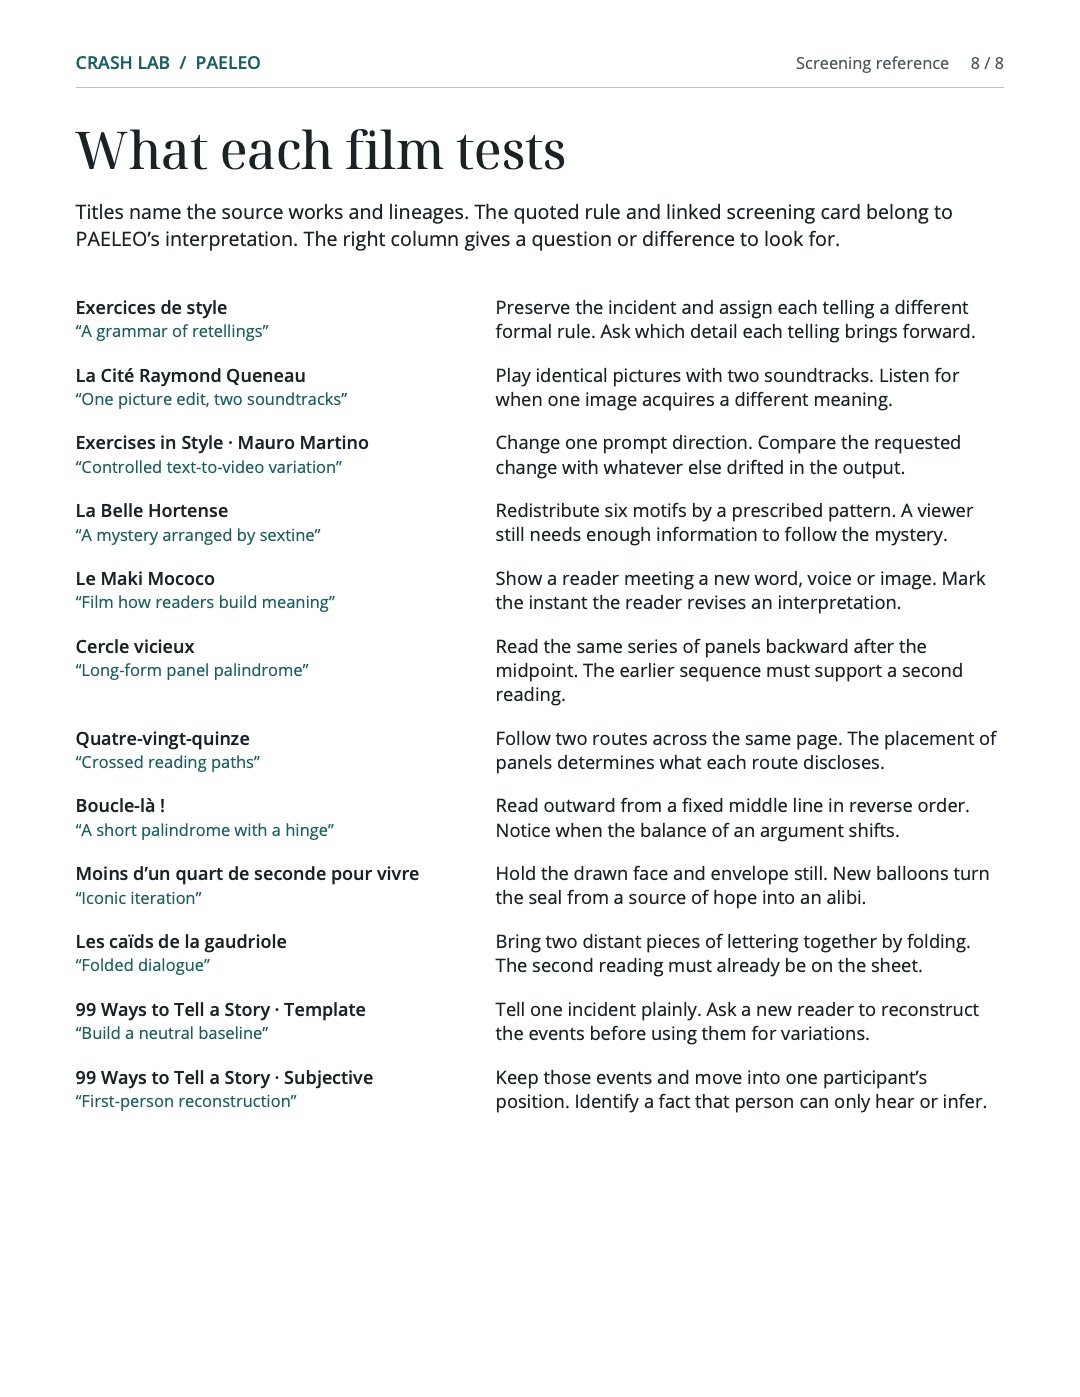 CRASH LAB / PAELEO
Screening reference 8 / 8
What each film tests
Titles name the source works and lineages. The quoted rule and linked screening card belong to
PAELEO’s interpretation. The right column gives a question or difference to look for.
Exercices de style
“A grammar of retellings”
Preserve the incident and assign each telling a different
formal rule. Ask which detail each telling brings forward.
La Cité Raymond Queneau
“One picture edit, two soundtracks”
Play identical pictures with two soundtracks. Listen for
when one image acquires a different meaning.
Exercises in Style · Mauro Martino
“Controlled text-to-video variation”
Change one prompt direction. Compare the requested
change with whatever else drifted in the output.
La Belle Hortense
“A mystery arranged by sextine”
Redistribute six motifs by a prescribed pattern. A viewer
still needs enough information to follow the mystery.
Le Maki Mococo
“Film how readers build meaning”
Show a reader meeting a new word, voice or image. Mark
the instant the reader revises an interpretation.
Cercle vicieux
“Long-form panel palindrome”
Read the same series of panels backward after the
midpoint. The earlier sequence must support a second
reading.
Quatre-vingt-quinze
“Crossed reading paths”
Follow two routes across the same page. The placement of
panels determines what each route discloses.
Boucle-là !
“A short palindrome with a hinge”
Read outward from a fixed middle line in reverse order.
Notice when the balance of an argument shifts.
Moins d’un quart de seconde pour vivre
“Iconic iteration”
Hold the drawn face and envelope still. New balloons turn
the seal from a source of hope into an alibi.
Les caïds de la gaudriole
“Folded dialogue”
Bring two distant pieces of lettering together by folding.
The second reading must already be on the sheet.
99 Ways to Tell a Story · Template
“Build a neutral baseline”
Tell one incident plainly. Ask a new reader to reconstruct
the events before using them for variations.
99 Ways to Tell a Story · Subjective
“First-person reconstruction”
Keep those events and move into one participant’s
position. Identify a fact that person can only hear or infer.